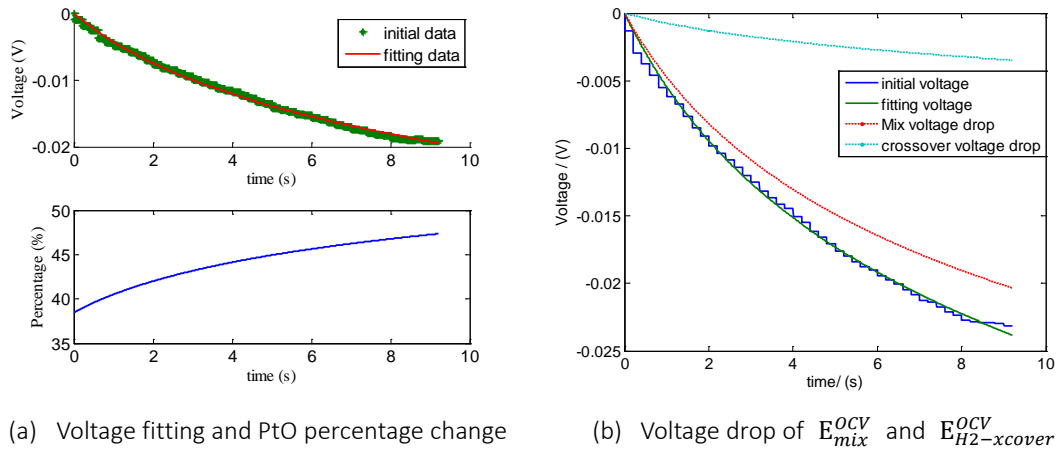 0
-0.01
-0.02
Voltage (V)
initial data
fitting data
0 2 4 6 8 10
time (s)
50
45
40
35
Percentage (%)
0 2 4 6 8 10
time (s)
0
-0.005
-0.01
-0.015
-0.02
-0.025
Voltage / (V)
initial voltage
fitting voltage
Mix voltage drop
crossover voltage drop
0 2 4 6 8 10
time/ (s)
(a) Voltage fitting and PtO percentage change
(b) Voltage drop of E_{mix}^{OCV} and E_{H2-xcover}^{OCV}